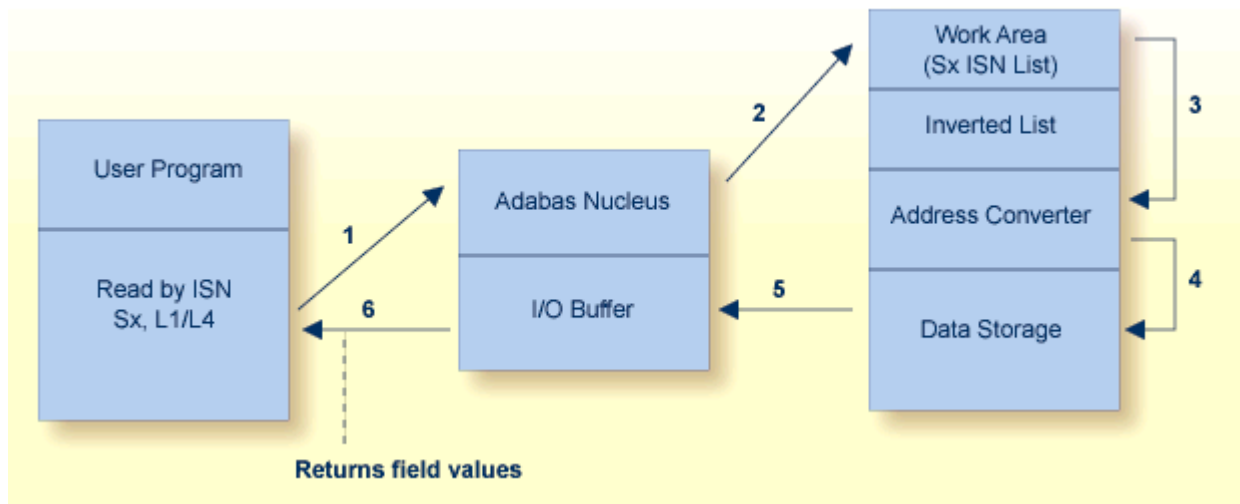 User Program
Read by ISN
Sx, L1/L4
1
6
Returns field values
Adabas Nucleus
I/O Buffer
2
5
Work Area
(Sx ISN List)
Inverted List
Address Converter
Data Storage
3
4